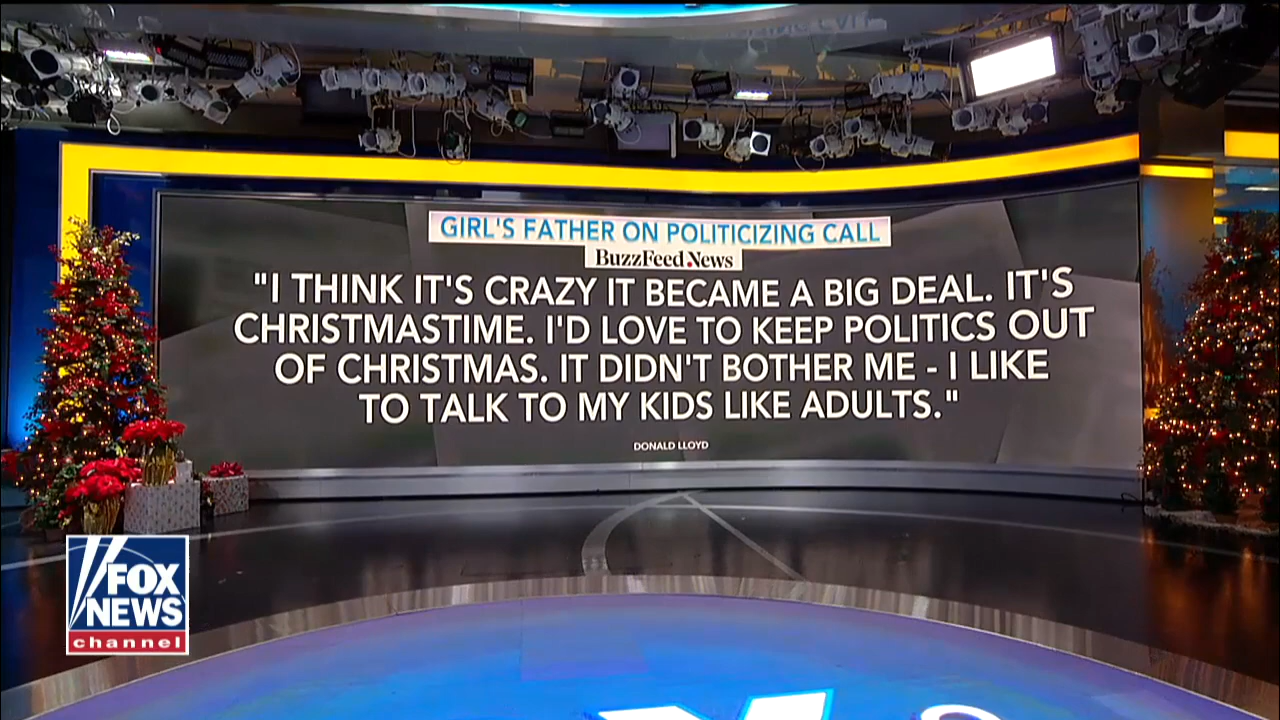 GIRL'S FATHER ON POLITICIZING CALL
BuzzFeed News
"I THINK IT'S CRAZY IT BECAME A BIG DEAL. IT'S
CHRISTMASTIME. I'D LOVE TO KEEP POLITICS OUT
OF CHRISTMAS. IT DIDN'T BOTHER ME - I LIKE
TO TALK TO MY KIDS LIKE ADULTS."
DONALD LLOYD
FOX
NEWS
channel